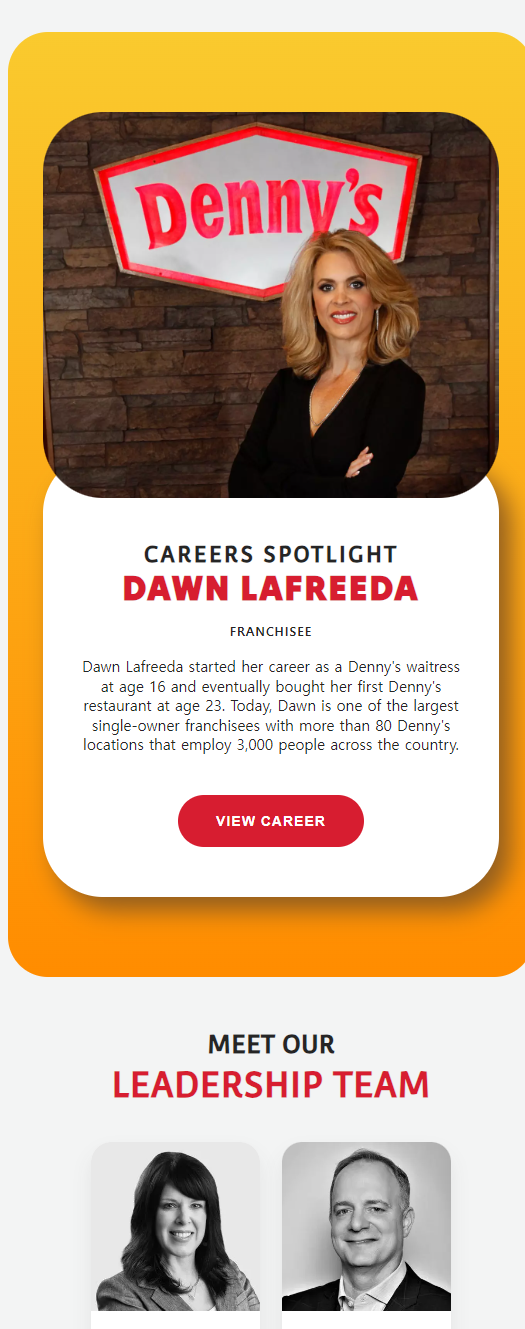 Denny's
CAREERS SPOTLIGHT
DAWN LAFREEDA
FRANCHISEE
Dawn Lafreeda started her career as a Denny's waitress
at age 16 and eventually bought her first Denny's
restaurant at age 23. Today, Dawn is one of the largest
single-owner franchisees with more than 80 Denny's
locations that employ 3,000 people across the country.
VIEW CAREER
MEET OUR
LEADERSHIP TEAM